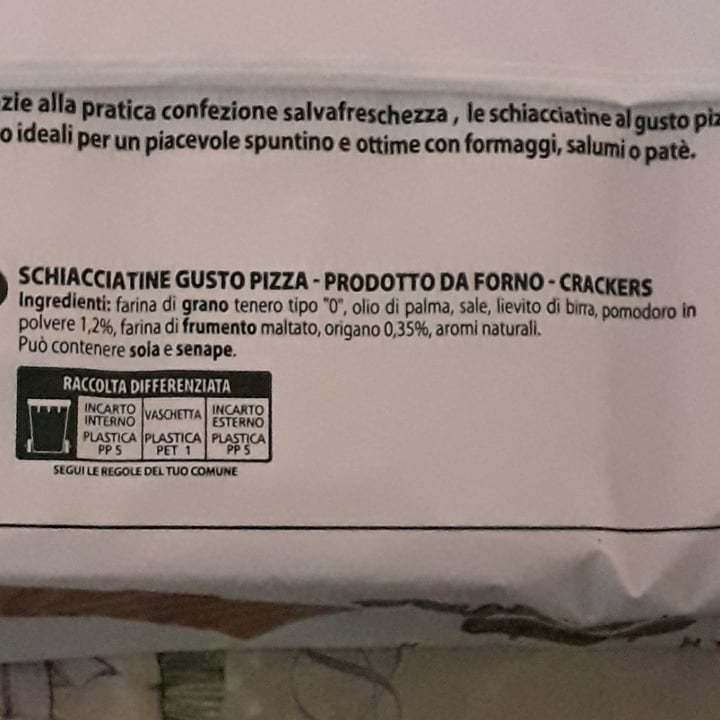 zie alla pratica confezione salvafreschezza, le schiacciatine al gusto piz
o ideali per un piacevole spuntino e ottime con formaggi, salumi o patè.
SCHIACCIATINE GUSTO PIZZA - PRODOTTO DA FORNO - CRACKERS
Ingredienti: farina di grano tenero tipo "0", olio di palma, sale, lievito di birra, pomodoro in
polvere 1,2%, farina di frumento maltato, origano 0,35%, aromi naturali.
Può contenere sola e senape.
RACCOLTA DIFFERENZIATA
INCARTO INTERNO VASCHETTA INCARTO ESTERNO
PLASTICA PP 5 PLASTICA PET 1 PLASTICA PP 5
SEGUI LE REGOLE DEL TUO COMUNE